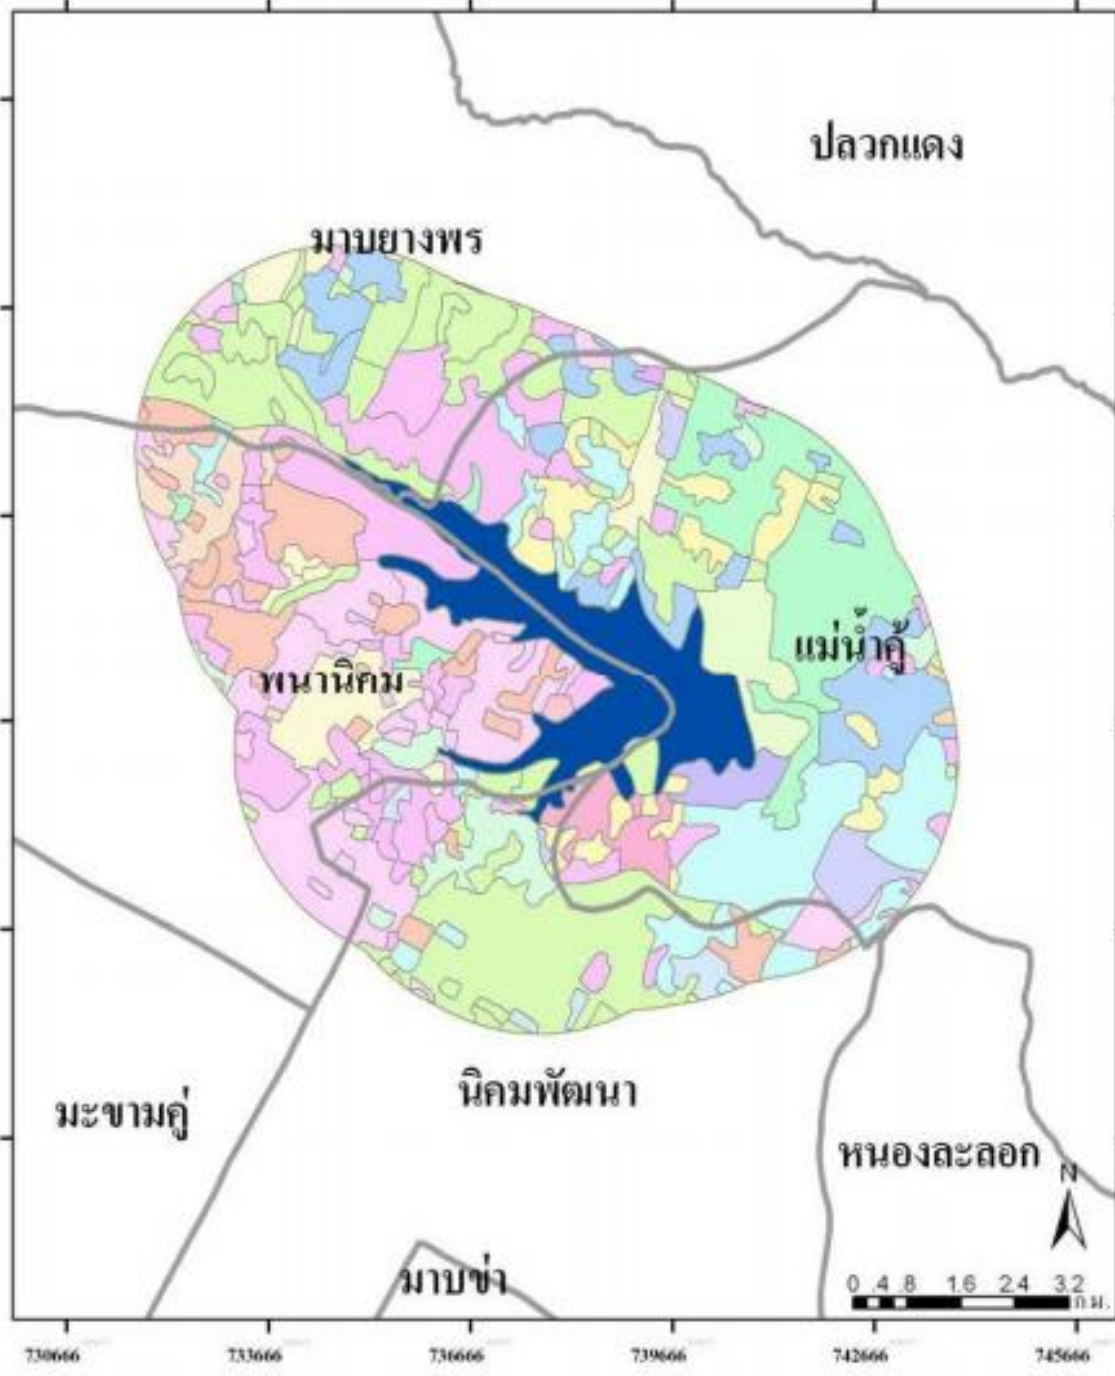 ปลวกแดง
มาบยางพร
แม่น้ำคู้
พนานิคม
นิคมพัฒนา
มะขามคู่
หนองละลอก
N
มาบข่า
0 .4 .8 1.6 2.4 3.2
ก.ม.
730666 733666 736666 739666 742666 745666